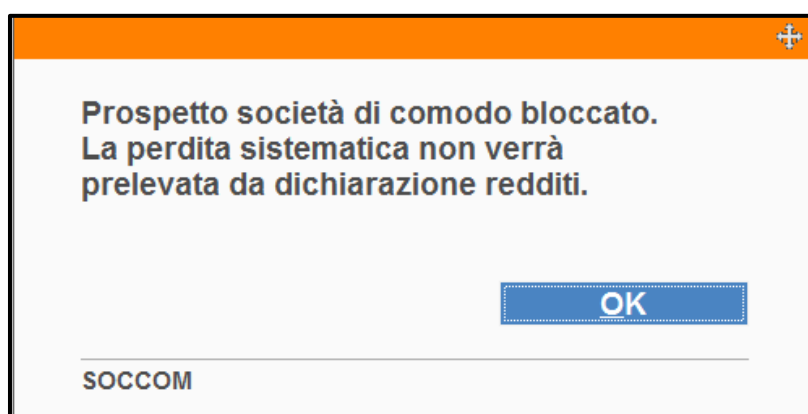 Prospetto società di comodo bloccato.
La perdita sistematica non verrà
prelevata da dichiarazione redditi.
OK
SOCCOM